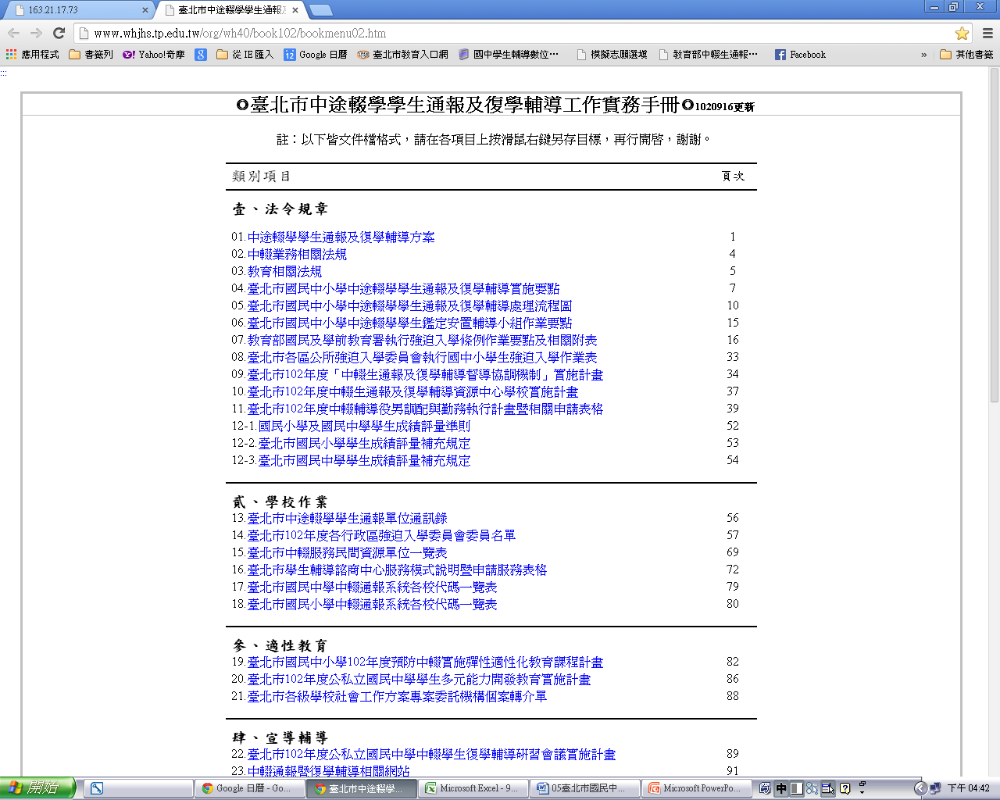 163.21.17.73
臺北市中途輟學學生通報及
www.whjhs.tp.edu.tw/org/wh40/book102/bookmenu02.htm
應用程式 書籤列 Yahoo!奇摩 從 IE 匯入 Google 日曆 臺北市教育入口網 國中學生輔導數位… 模擬志願選填 教育部中輟生通報… Facebook » 其他書籤
:::
◎臺北市中途輟學學生通報及復學輔導工作實務手冊◎1020916更新
註：以下皆文件檔格式，請在各項目上按滑鼠右鍵另存目標，再行開啓，謝謝。
類別項目 頁次
壹、法令規章
01.中途輟學學生通報及復學輔導方案 1
02.中輟業務相關法規 4
03.教育相關法規 5
04.臺北市國民中小學中途輟學學生通報及復學輔導實施要點 7
05.臺北市國民中小學中途輟學學生通報及復學輔導處理流程圖 10
06.臺北市國民中小學中途輟學學生鑑定安置輔導小組作業要點 15
07.教育部國民及學前教育署執行強迫入學條例作業要點及相關附表 16
08.臺北市各區公所強迫入學委員會執行國中小學生強迫入學作業表 33
09.臺北市102年度「中輟生通報及復學輔導督導協調機制」實施計畫 34
10.臺北市102年度中輟生通報及復學輔導資源中心學校實施計畫 37
11.臺北市102年度中輟輔導役男調配與勤務執行計畫暨相關申請表格 39
12-1.國民小學及國民中學學生成績評量準則 52
12-2.臺北市國民小學學生成績評量補充規定 53
12-3.臺北市國民中學學生成績評量補充規定 54
貳、學校作業
13.臺北市中途輟學學生通報單位通訊錄 56
14.臺北市102年度各行政區強迫入學委員會委員名單 57
15.臺北市中輟服務民間資源單位一覽表 69
16.臺北市學生輔導諮商中心服務模式說明暨申請服務表格 72
17.臺北市國民中學中輟通報系統各校代碼一覽表 79
18.臺北市國民小學中輟通報系統各校代碼一覽表 80
參、適性教育
19.臺北市國民中小學102年度預防中輟實施彈性適性化教育課程計畫 82
20.臺北市102年度公私立國民中學學生多元能力開發教育實施計畫 86
21.臺北市各級學校社會工作方案專案委託機構個案轉介單 88
肆、宣導輔導
22.臺北市102年度公私立國民中學中輟學生復學輔導研習會議實施計畫 89
23.中輟通報暨復學輔導相關網站 91
開始 Google 日曆 - Go... 臺北市中途輟學... Microsoft Excel - 9... 05臺北市國民中... Microsoft PowerPo... 中 下午 04:42